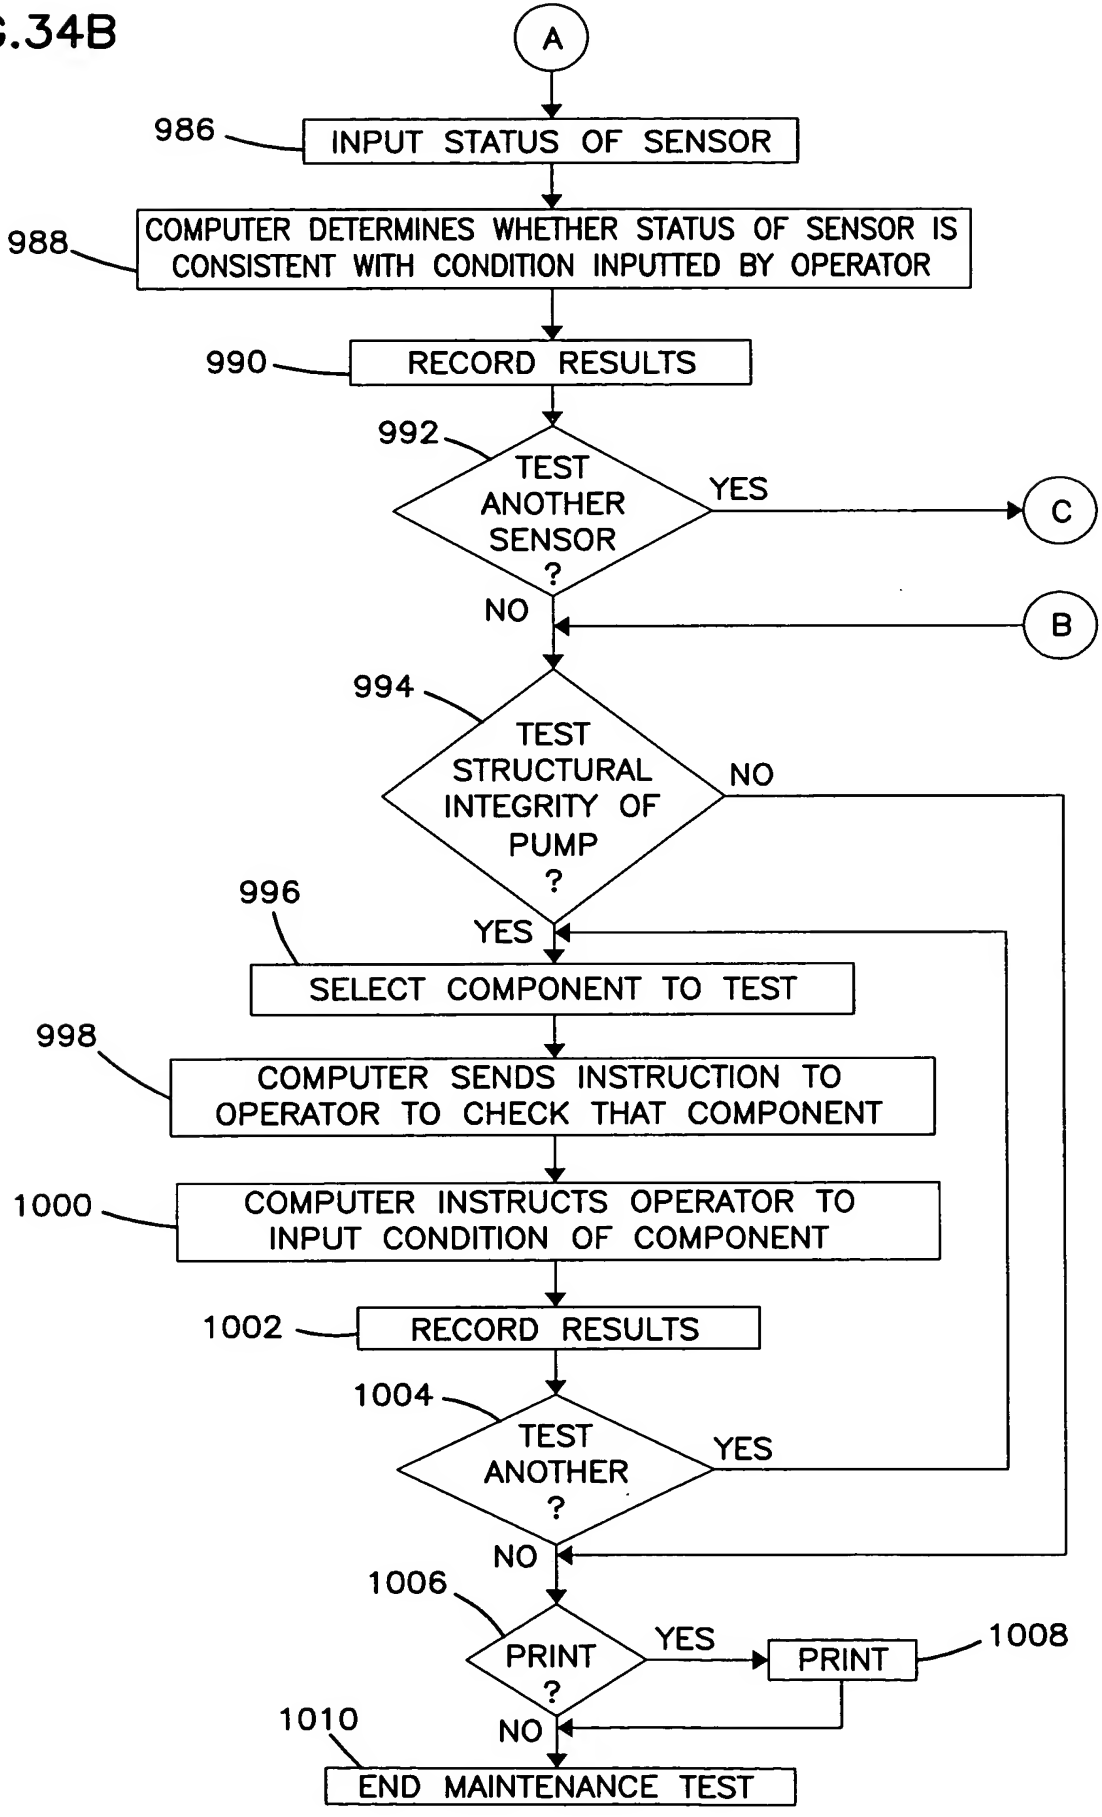 G.34B
A
986
INPUT STATUS OF SENSOR
988
COMPUTER DETERMINES WHETHER STATUS OF SENSOR IS
CONSISTENT WITH CONDITION INPUTTED BY OPERATOR
990
RECORD RESULTS
992
TEST
ANOTHER
SENSOR
?
YES
C
NO
B
994
TEST
STRUCTURAL
INTEGRITY OF
PUMP
?
NO
YES
996
SELECT COMPONENT TO TEST
998
COMPUTER SENDS INSTRUCTION TO
OPERATOR TO CHECK THAT COMPONENT
1000
COMPUTER INSTRUCTS OPERATOR TO
INPUT CONDITION OF COMPONENT
1002
RECORD RESULTS
1004
TEST
ANOTHER
?
YES
NO
1006
PRINT
?
YES
PRINT
1008
NO
1010
END MAINTENANCE TEST